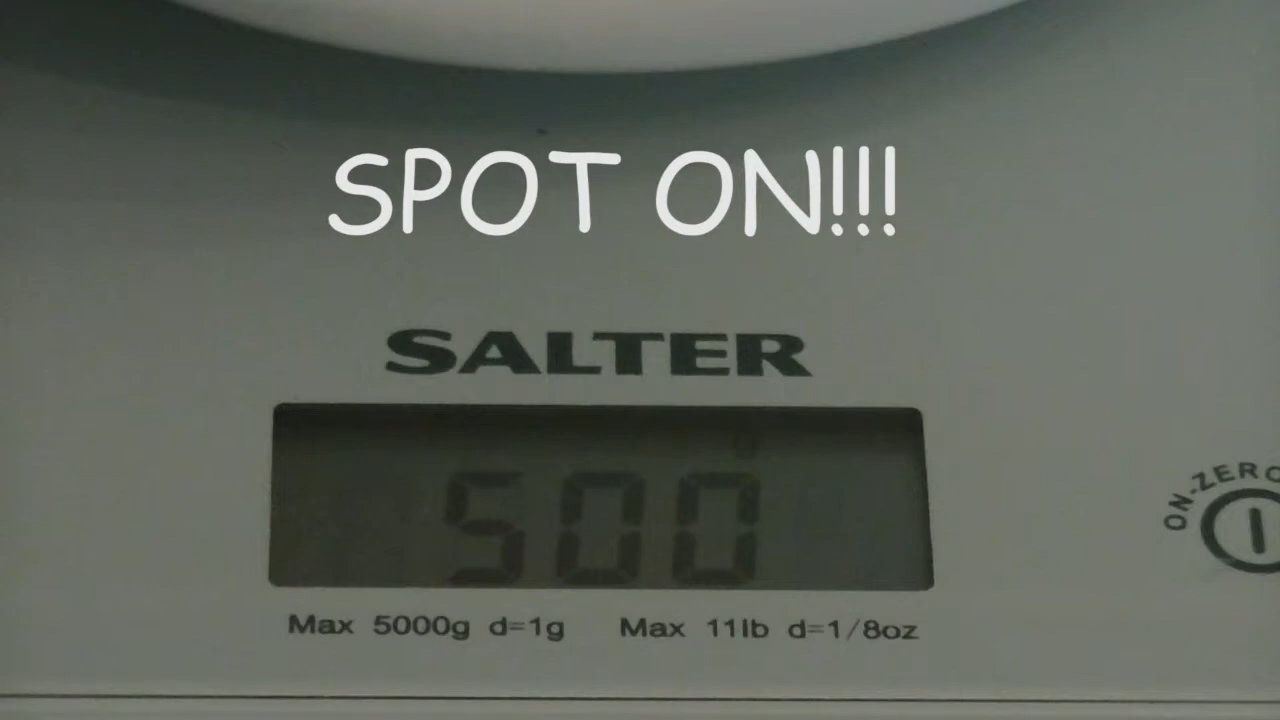 SPOT ON!!!
SALTER
500
Max 5000g d=1g Max 11lb d=1/8oz
ON-ZERO